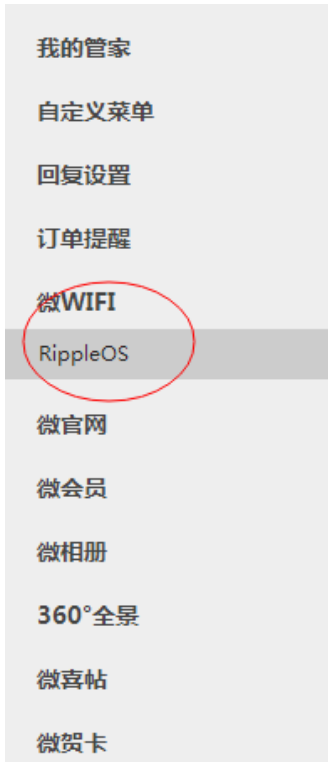 我的管家
自定义菜单
回复设置
订单提醒
微WIFI
RippleOS
微官网
微会员
微相册
360°全景
微喜帖
微贺卡